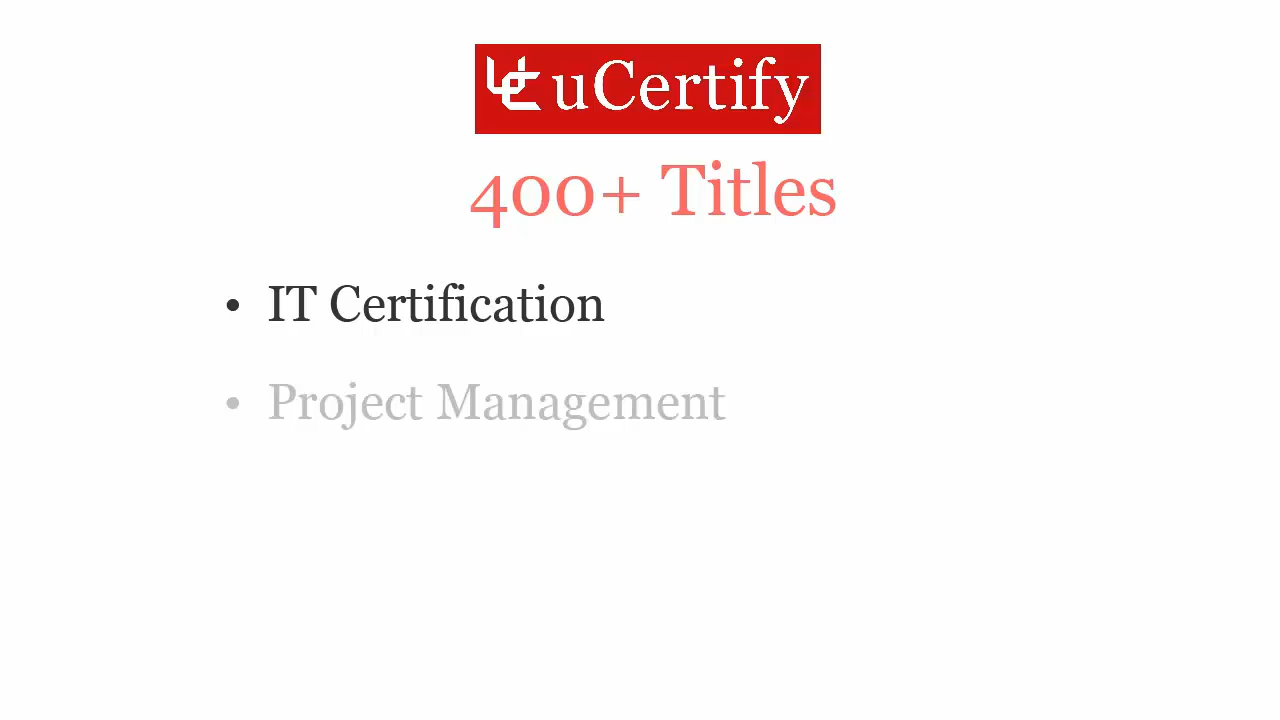 uCertify
400+ Titles
• IT Certification
• Project Management